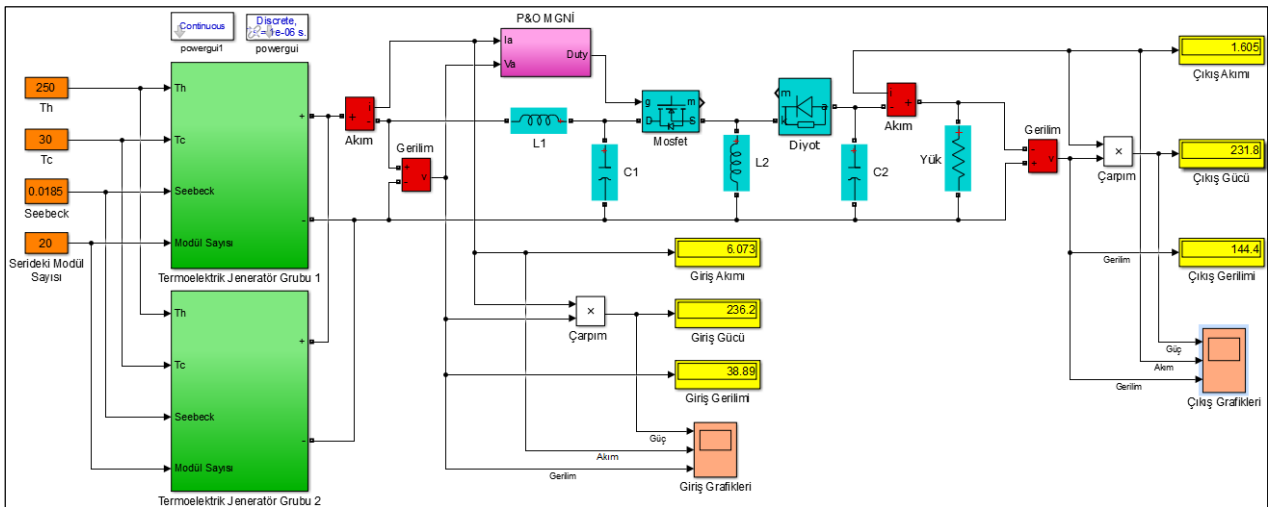 P&O MGNİ
Continuous
powergui1
Discrete,
= 1e-06 s.
powergui
Ia
Va
Duty
250
Th
30
Tc
0.0185
Seebeck
20
Serideki Modül
Sayısı
Th
Tc
Seebeck
Modül Sayısı
+
-
Termoelektrik Jeneratör Grubu 1
Th
Tc
Seebeck
Modül Sayısı
+
-
Termoelektrik Jeneratör Grubu 2
+
i
-
Akım
Gerilim
+
-
v
L1
C1
g
m
D
S
Mosfet
L2
m
k
a
Diyot
C2
i
-
+
Akım
Yük
Gerilim
-
+
v
×
Çarpım
1.605
Çıkış Akımı
231.8
Çıkış Gücü
144.4
Çıkış Gerilimi
Gerilim
Güç
Akım
Gerilim
Çıkış Grafikleri
6.073
Giriş Akımı
×
Çarpım
236.2
Giriş Gücü
38.89
Giriş Gerilimi
Güç
Akım
Gerilim
Giriş Grafikleri